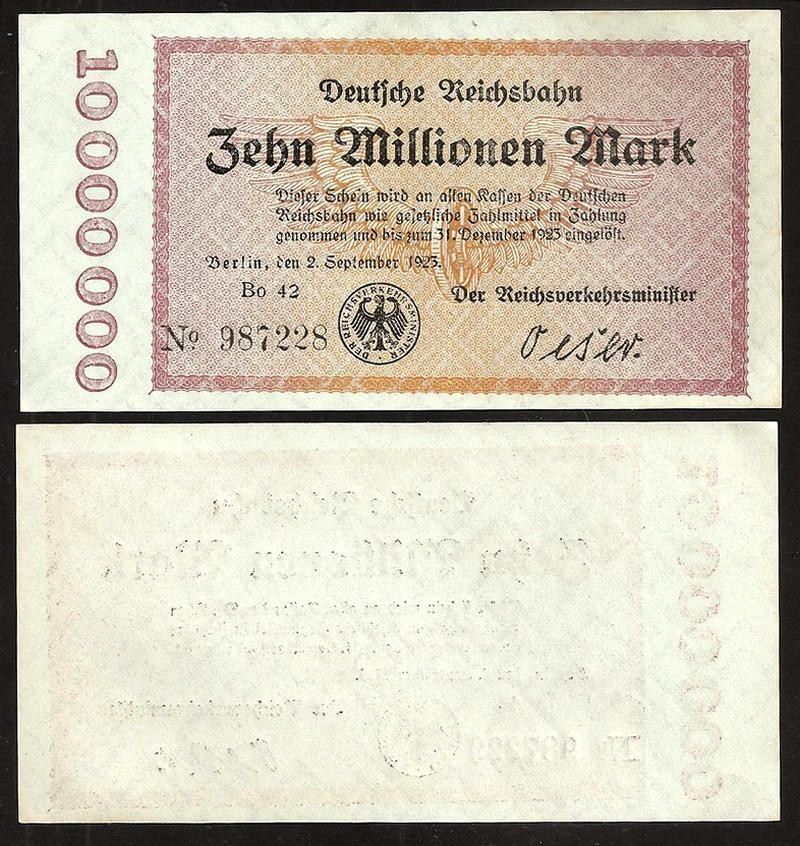 10000000
Deutsche Reichsbahn
Zehn Millionen Mark
Dieser Schein wird an allen Kassen der Deutschen
Reichsbahn wie gesetzliche Zahlmittel in Zahlung
genommen und bis zum 31. Dezember 1923 eingelöst.
Berlin, den 2. September 1923.
Bo 42
Der Reichsverkehrsminister
No 987228
DER REICHSVERKEHRSMINISTER
Oeser.